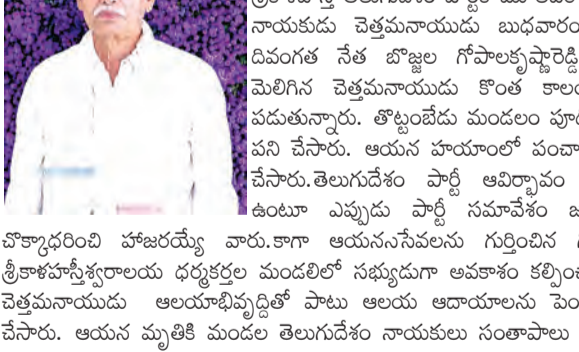 నాయకుడు చెత్తమనాయుడు బుధవారం
దివంగత నేత బొజ్జల గోపాలకృష్ణారెడ్డి
మెలిగిన చెత్తమనాయుడు కొంత కాలం
పడుతున్నారు. తొట్టంబేడు మండలం
పని చేసారు. ఆయన హయాంలో పంచా
చేసారు.తెలుగుదేశం పార్టీ ఆవిర్భావం
ఉంటూ ఎప్పుడు పార్టీ సమావేశం
చొక్కాధరించి హాజరయ్యే వారు.కాగా ఆయనసేవలను గుర్తించిన
శ్రీకాళహస్తీశ్వరాలయ ధర్మకర్తల మండలిలో సభ్యుడుగా అవకాశం కల్పిం
చెత్తమనాయుడు ఆలయాభివృద్దితో పాటు ఆలయ ఆదాయాలను పెం
చేసారు. ఆయన మృతికి మండల తెలుగుదేశం నాయకులు సంతాపాలు